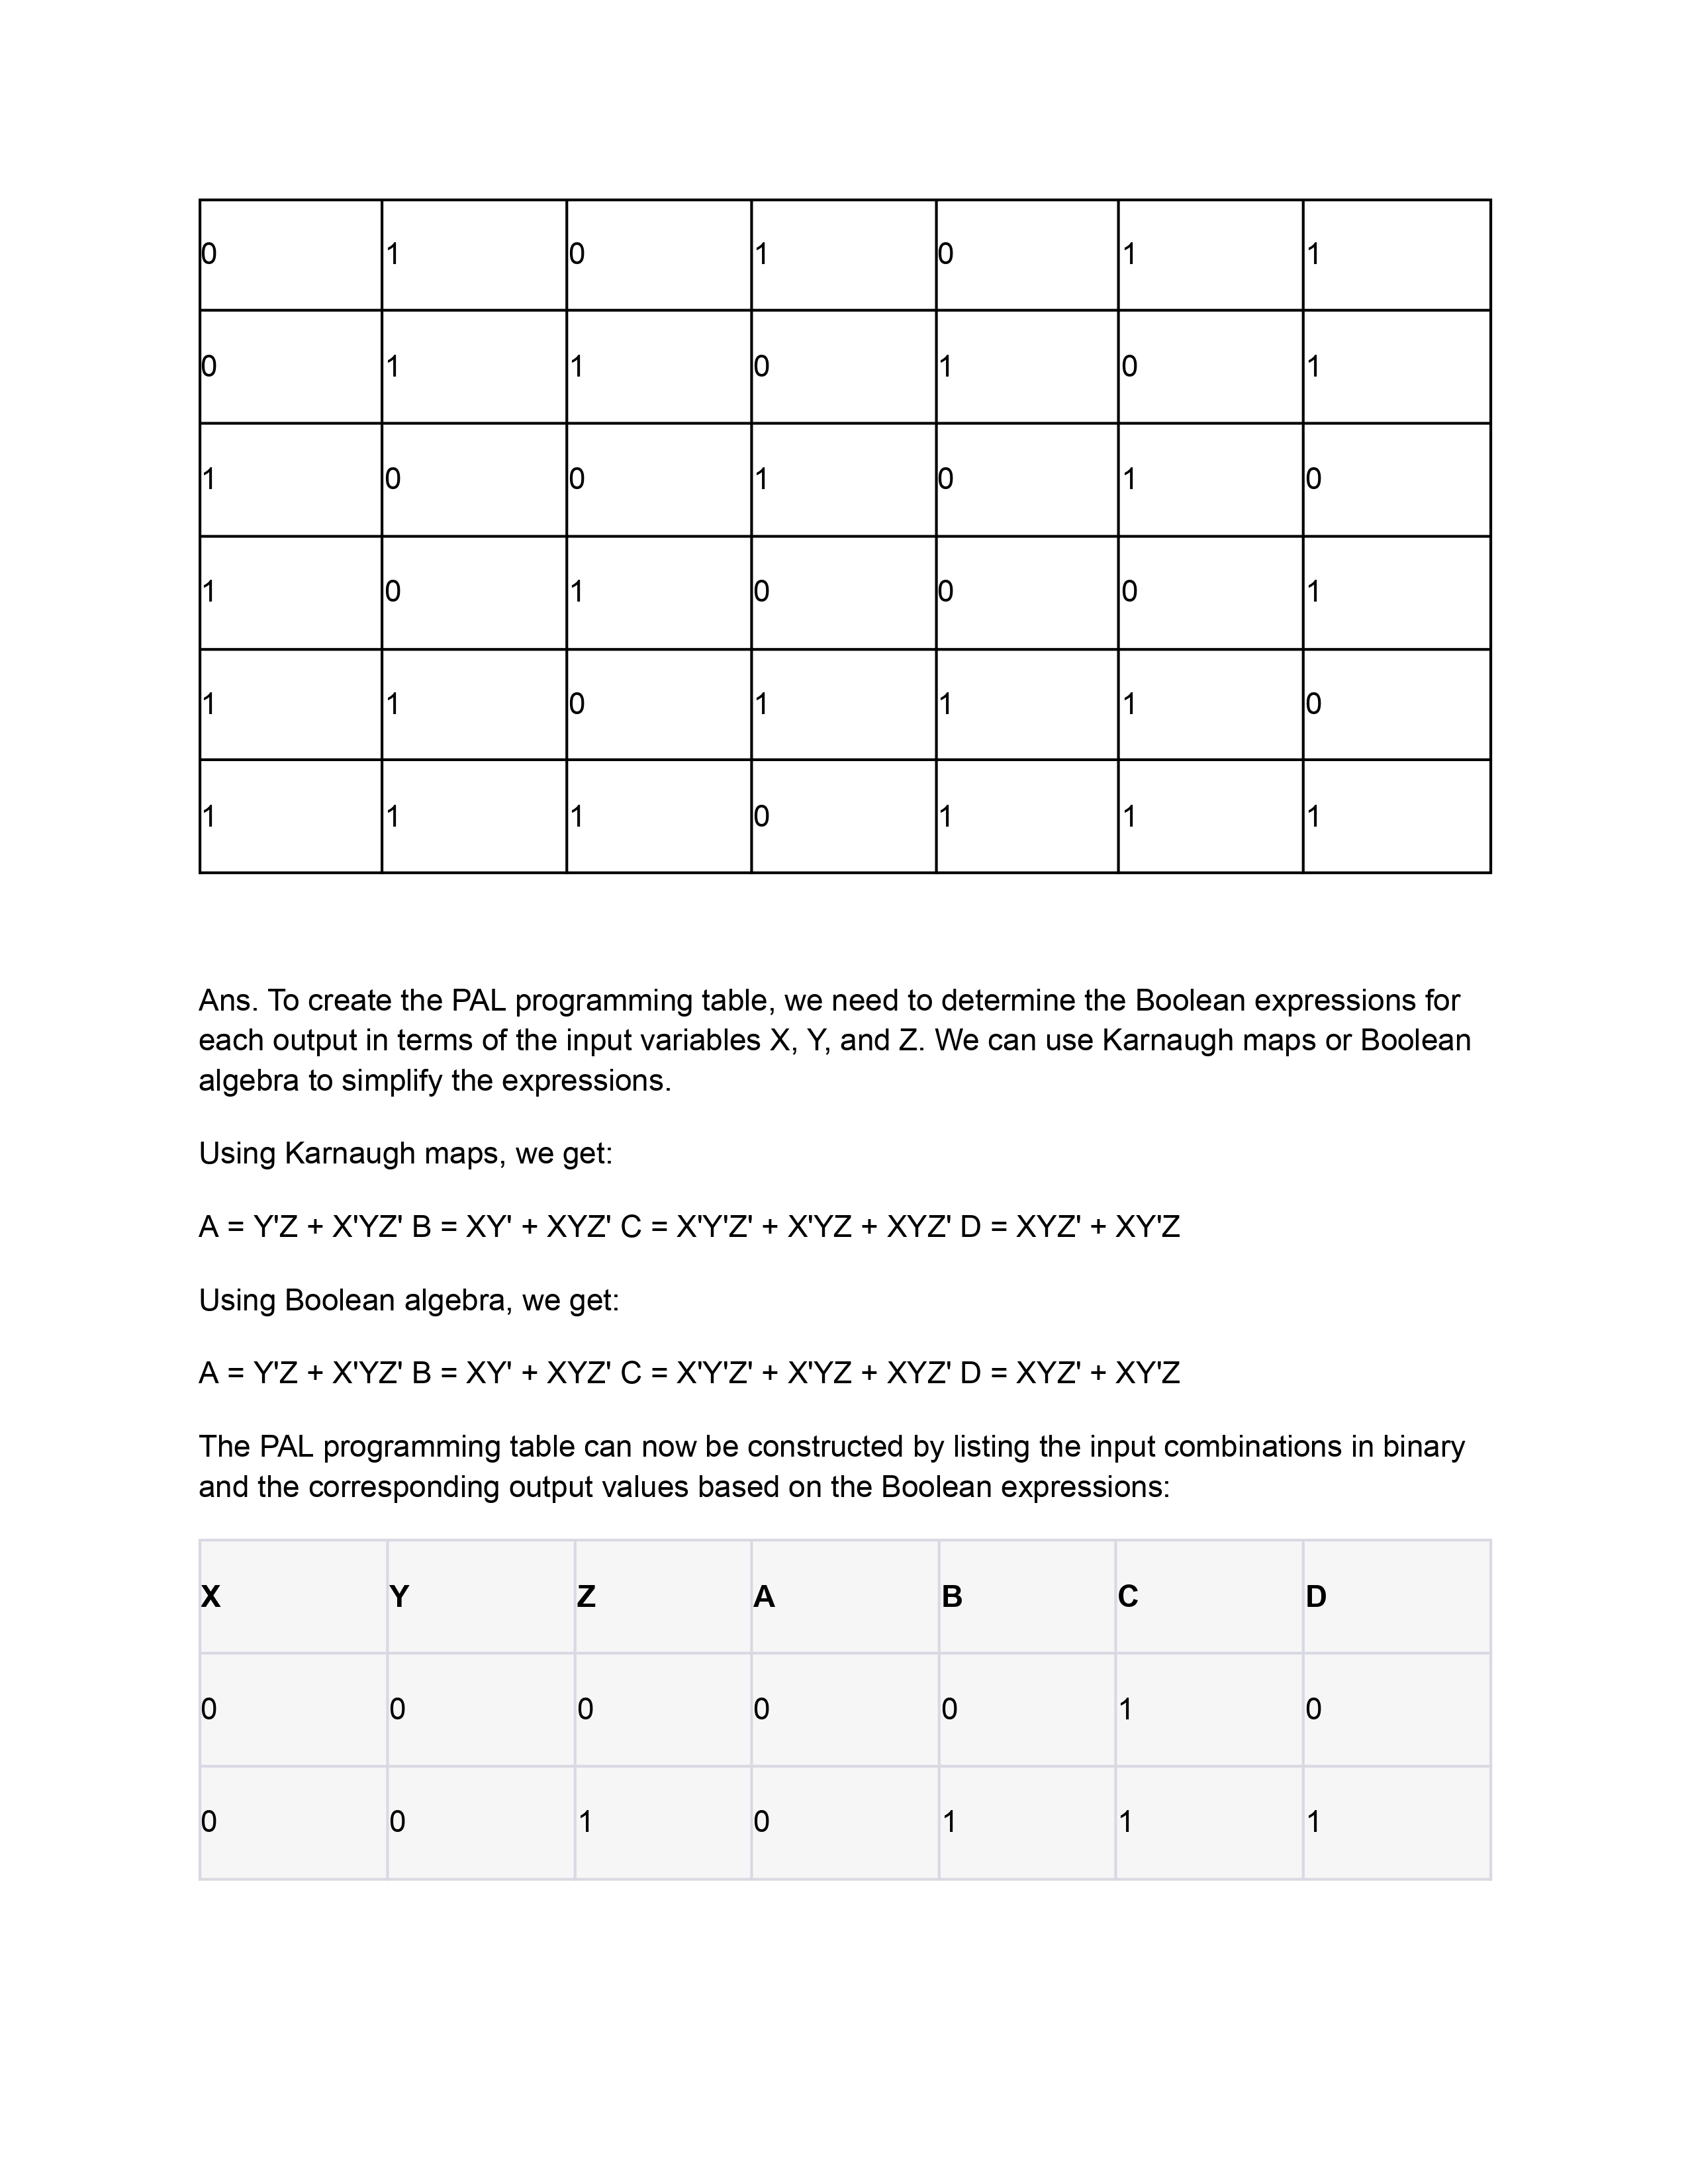 0 1 0 1 0 1 1
0 1 1 0 1 0 1
1 0 0 1 0 1 0
1 0 1 0 0 0 1
1 1 0 1 1 1 0
1 1 1 0 1 1 1
Ans. To create the PAL programming table, we need to determine the Boolean expressions for
each output in terms of the input variables X, Y, and Z. We can use Karnaugh maps or Boolean
algebra to simplify the expressions.
Using Karnaugh maps, we get:
A = Y'Z + X'YZ' B = XY' + XYZ' C = X'Y'Z' + X'YZ + XYZ' D = XYZ' + XY'Z
Using Boolean algebra, we get:
A = Y'Z + X'YZ' B = XY' + XYZ' C = X'Y'Z' + X'YZ + XYZ' D = XYZ' + XY'Z
The PAL programming table can now be constructed by listing the input combinations in binary
and the corresponding output values based on the Boolean expressions:
X Y Z A B C D
0 0 0 0 0 1 0
0 0 1 0 1 1 1